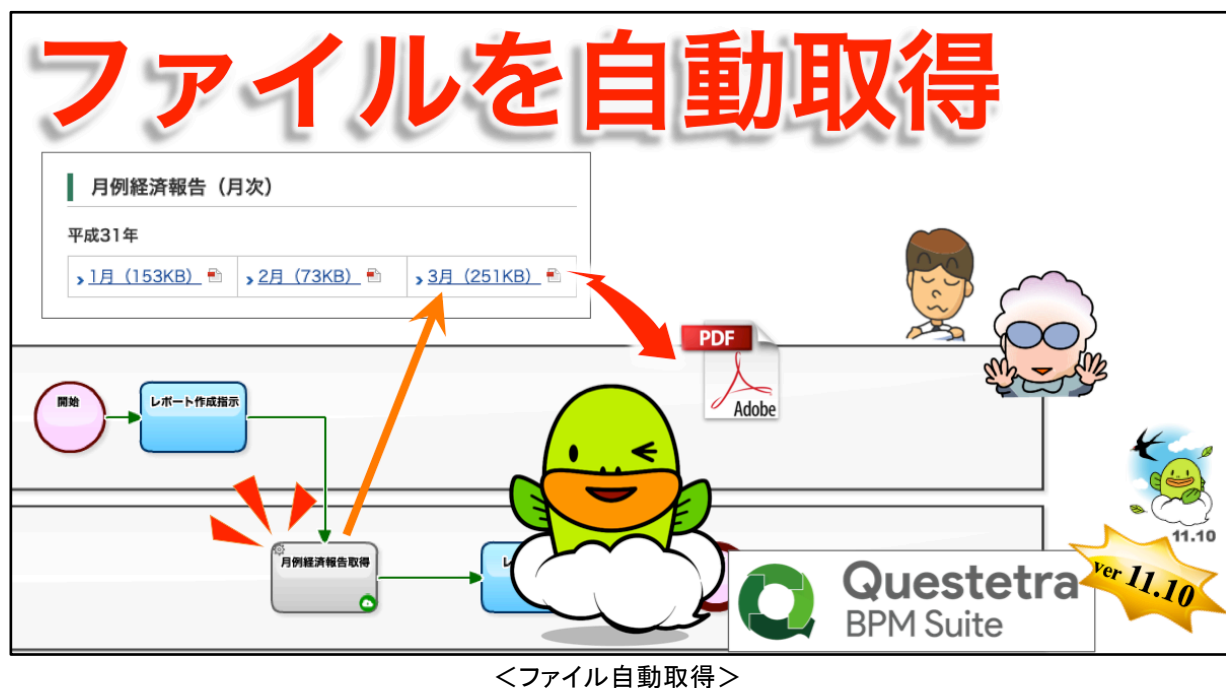 ファイルを自動取得
月例経済報告（月次）
平成31年
1月（153KB） 2月（73KB） 3月（251KB）
PDF
Adobe
開始
レポート作成指示
11.10
月例経済報告取得
レ
ver 11.10
Questetra
BPM Suite
＜ファイル自動取得＞